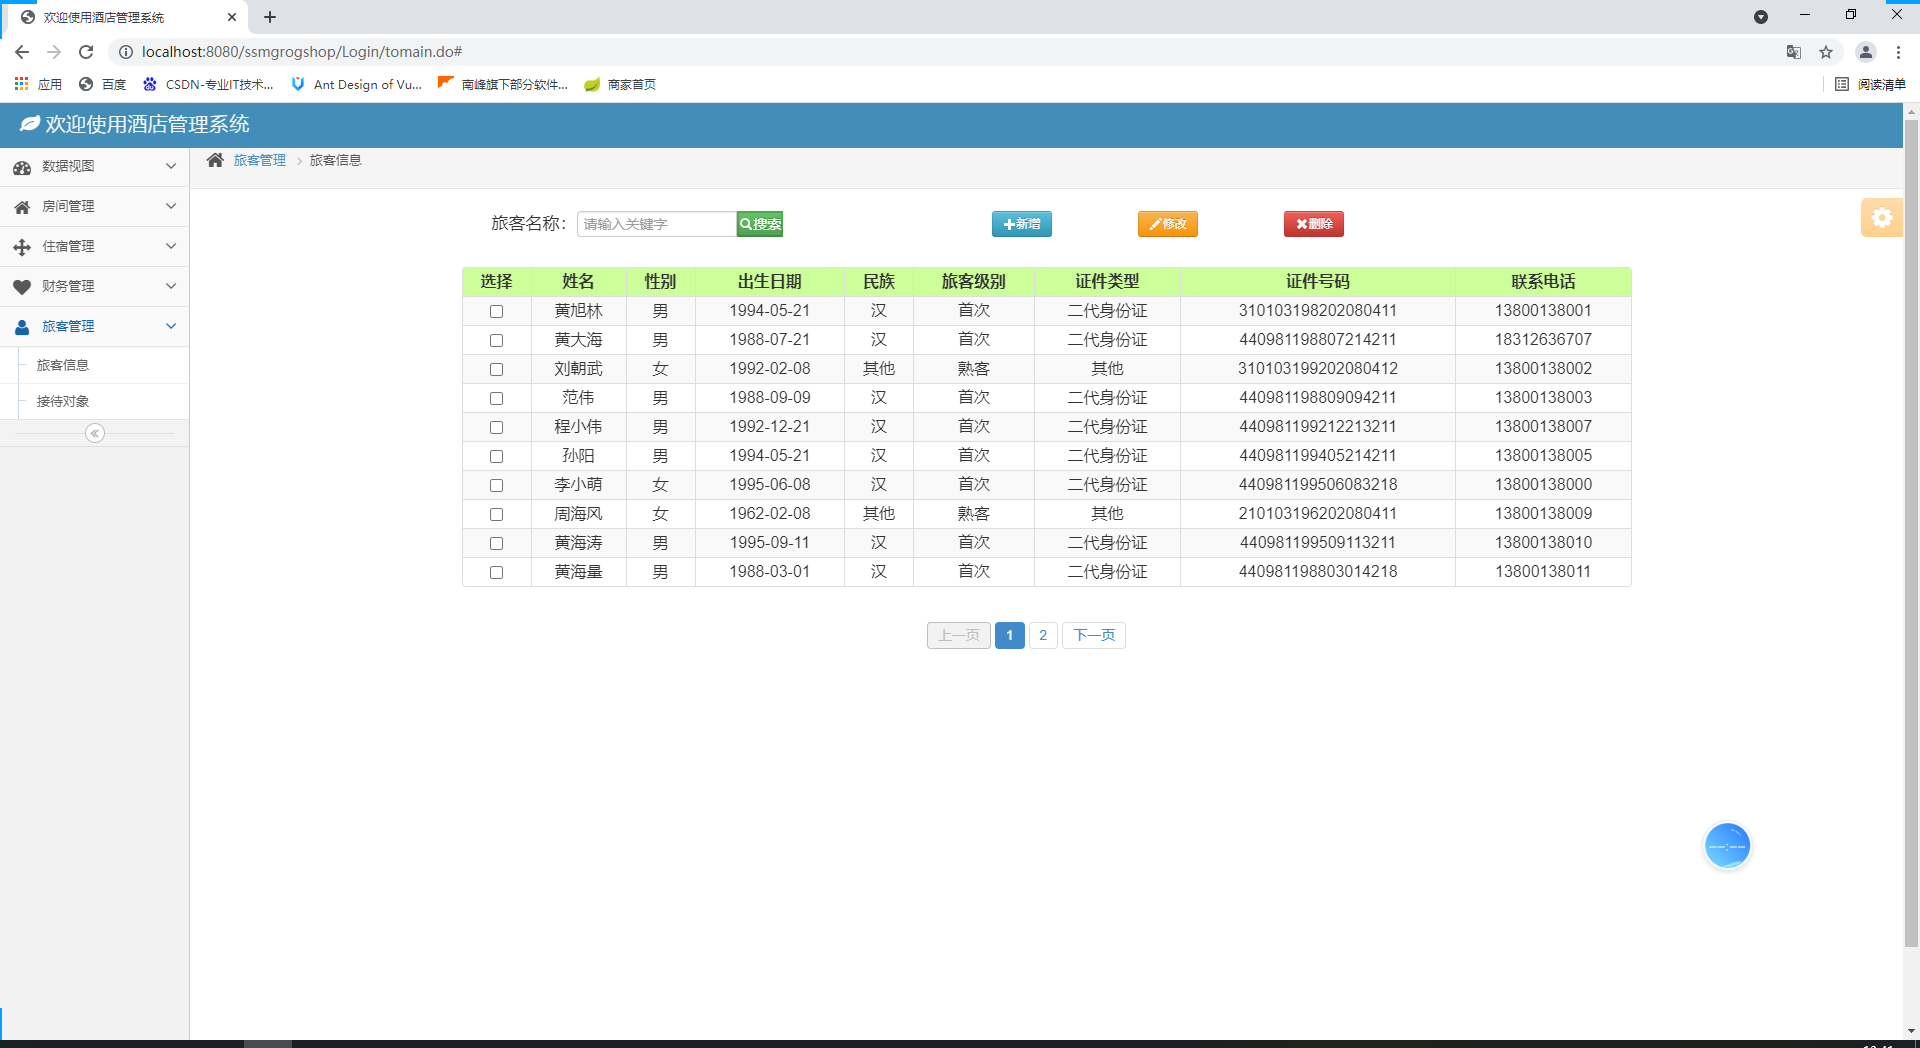 欢迎使用酒店管理系统
localhost:8080/ssmgrogshop/Login/tomain.do#
应用 百度 CSDN-专业IT技术... Ant Design of Vu... 南峰旗下部分软件... 商家首页 阅读清单
欢迎使用酒店管理系统
数据视图
房间管理
住宿管理
财务管理
旅客管理
旅客信息
接待对象
旅客管理 旅客信息
旅客名称: 请输入关键字 搜索 新增 修改 删除
选择 姓名 性别 出生日期 民族 旅客级别 证件类型 证件号码 联系电话
黄旭林 男 1994-05-21 汉 首次 二代身份证 310103198202080411 13800138001
黄大海 男 1988-07-21 汉 首次 二代身份证 440981198807214211 18312636707
刘朝武 女 1992-02-08 其他 熟客 其他 310103199202080412 13800138002
范伟 男 1988-09-09 汉 首次 二代身份证 440981198809094211 13800138003
程小伟 男 1992-12-21 汉 首次 二代身份证 440981199212213211 13800138007
孙阳 男 1994-05-21 汉 首次 二代身份证 440981199405214211 13800138005
李小萌 女 1995-06-08 汉 首次 二代身份证 440981199506083218 13800138000
周海风 女 1962-02-08 其他 熟客 其他 210103196202080411 13800138009
黄海涛 男 1995-09-11 汉 首次 二代身份证 440981199509113211 13800138010
黄海量 男 1988-03-01 汉 首次 二代身份证 440981198803014218 13800138011
上一页 1 2 下一页
--:--